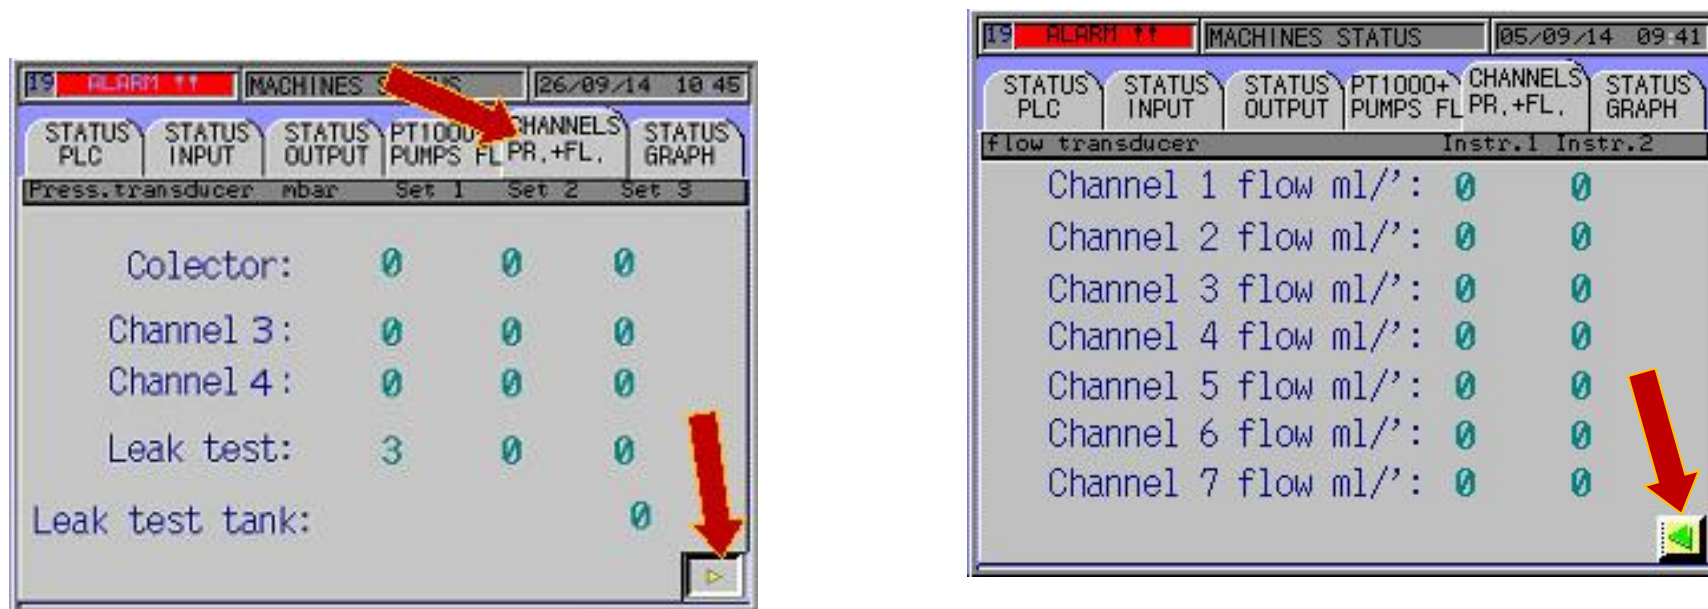 19 ALARM !! MACHINES STATUS 26/09/14 10:45
STATUS PLC STATUS INPUT STATUS OUTPUT PT1000+ PUMPS FL CHANNELS PR.+FL. STATUS GRAPH
Press.transducer mbar Set 1 Set 2 Set 3
Colector: 0 0 0
Channel 3: 0 0 0
Channel 4: 0 0 0
Leak test: 3 0 0
Leak test tank: 0
19 ALARM !! MACHINES STATUS 05/09/14 09:41
STATUS PLC STATUS INPUT STATUS OUTPUT PT1000+ PUMPS FL CHANNELS PR.+FL. STATUS GRAPH
flow transducer Instr.1 Instr.2
Channel 1 flow ml/': 0 0
Channel 2 flow ml/': 0 0
Channel 3 flow ml/': 0 0
Channel 4 flow ml/': 0 0
Channel 5 flow ml/': 0 0
Channel 6 flow ml/': 0 0
Channel 7 flow ml/': 0 0